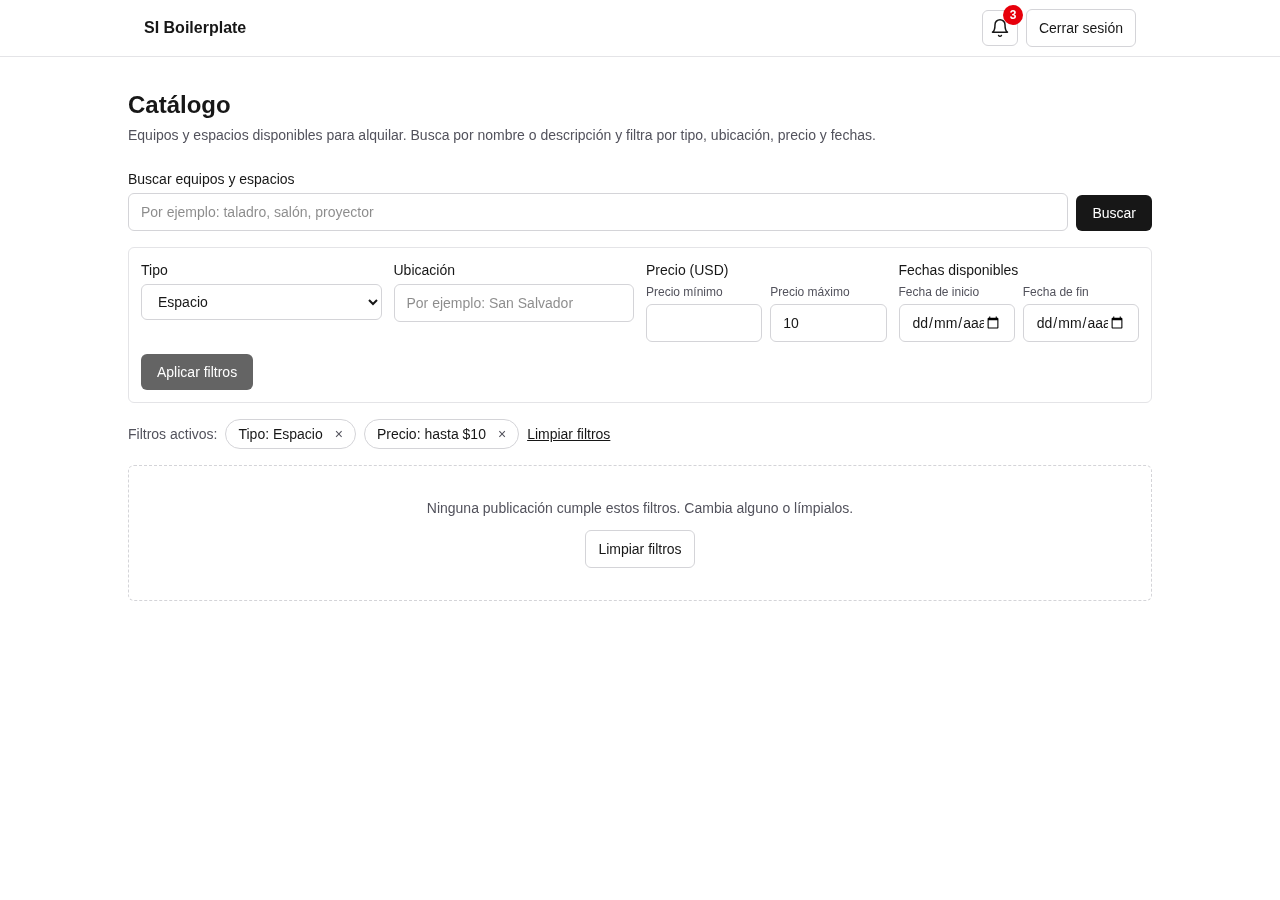 SI Boilerplate
3
Cerrar sesión
Catálogo
Equipos y espacios disponibles para alquilar. Busca por nombre o descripción y filtra por tipo, ubicación, precio y fechas.
Buscar equipos y espacios
Por ejemplo: taladro, salón, proyector
Buscar
Tipo
Ubicación
Precio (USD)
Fechas disponibles
Precio mínimo
Precio máximo
Fecha de inicio
Fecha de fin
Espacio
Por ejemplo: San Salvador
10
dd/mm/aaa
dd/mm/aaa
Aplicar filtros
Filtros activos: Tipo: Espacio × Precio: hasta $10 × Limpiar filtros
Ninguna publicación cumple estos filtros. Cambia alguno o límpialos.
Limpiar filtros